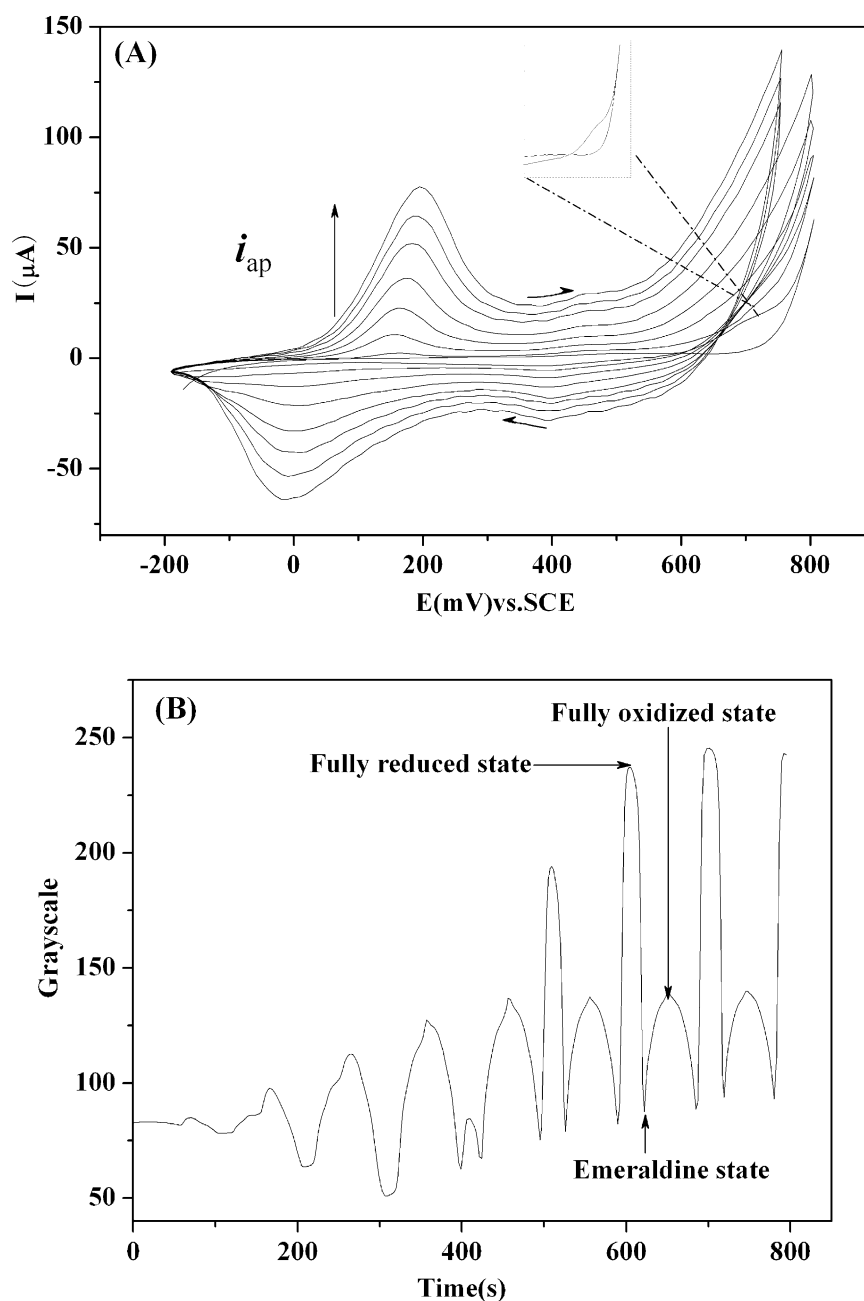 (A)
150
100
50
0
-50
I(μA)
iap
-200 0 200 400 600 800
E(mV)vs.SCE
(B)
Fully oxidized state
Fully reduced state
Emeraldine state
250
200
150
100
50
Grayscale
0 200 400 600 800
Time(s)